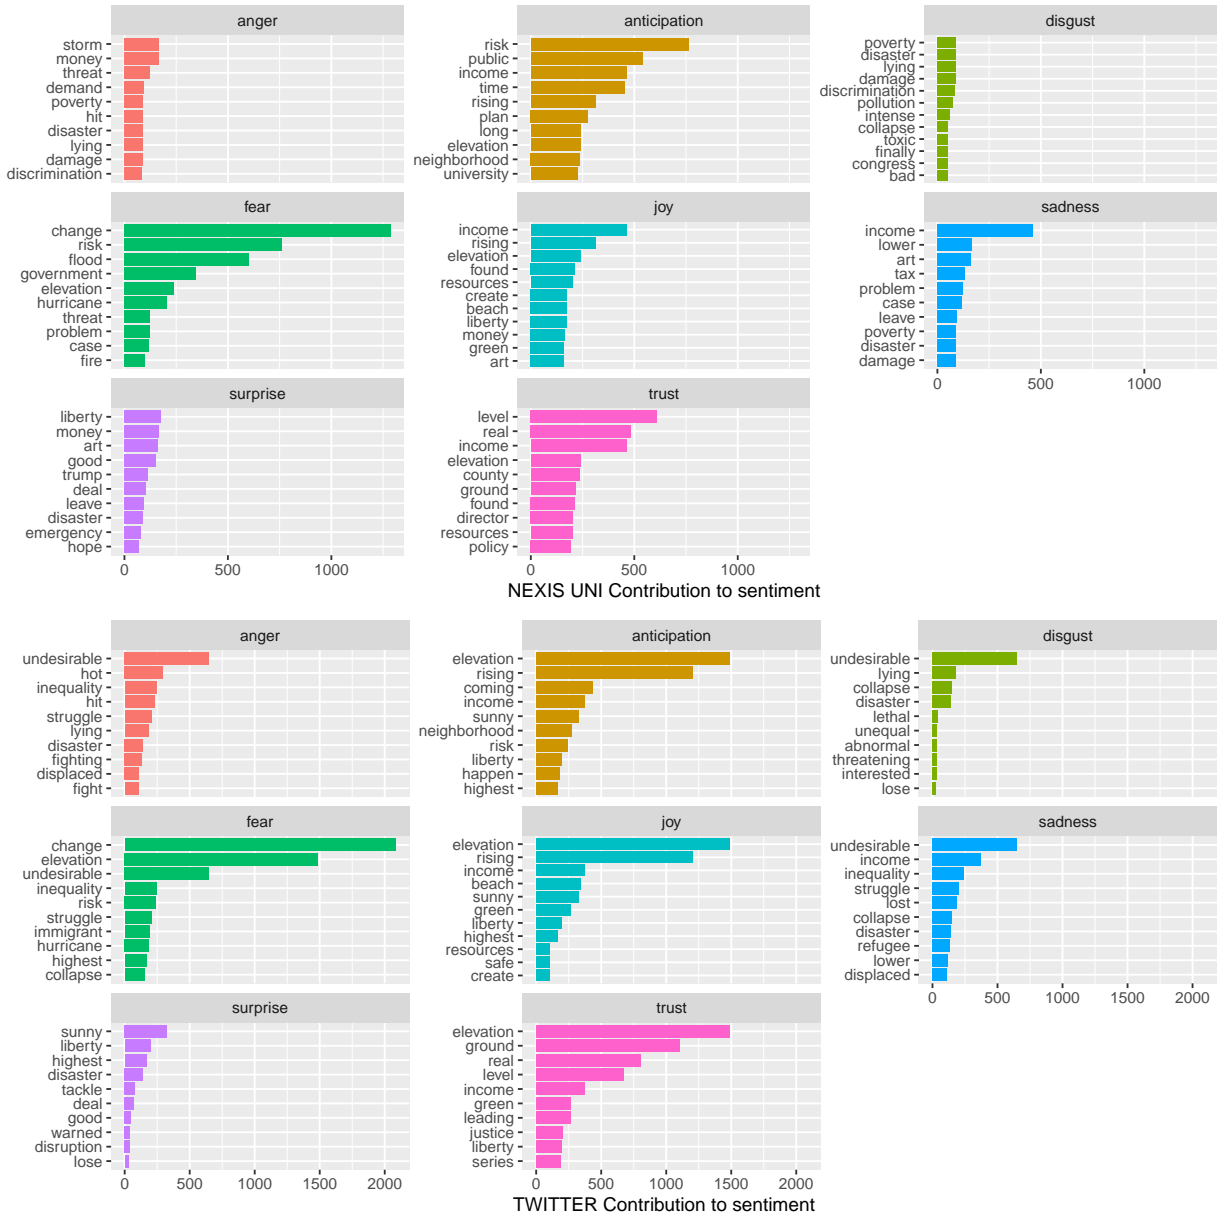 anger
storm
money
threat
demand
poverty
hit
disaster
lying
damage
discrimination
anticipation
risk
public
income
time
rising
plan
long
elevation
neighborhood
university
disgust
poverty
disaster
lying
damage
discrimination
pollution
intense
collapse
toxic
finally
congress
bad
fear
change
risk
flood
government
elevation
hurricane
threat
problem
case
fire
joy
income
rising
elevation
found
resources
create
beach
liberty
money
green
art
sadness
income
lower
art
tax
problem
case
leave
poverty
disaster
damage
0 500 1000
surprise
liberty
money
art
good
trump
deal
leave
disaster
emergency
hope
0 500 1000
trust
level
real
income
elevation
county
ground
found
director
resources
policy
0 500 1000
NEXIS UNI Contribution to sentiment
anger
undesirable
hot
inequality
hit
struggle
lying
disaster
fighting
displaced
fight
anticipation
elevation
rising
coming
income
sunny
neighborhood
risk
liberty
happen
highest
disgust
undesirable
lying
collapse
disaster
lethal
unequal
abnormal
threatening
interested
lose
fear
change
elevation
undesirable
inequality
risk
struggle
immigrant
hurricane
highest
collapse
joy
elevation
rising
income
beach
sunny
green
liberty
highest
resources
safe
create
sadness
undesirable
income
inequality
struggle
lost
collapse
disaster
refugee
lower
displaced
0 500 1000 1500 2000
surprise
sunny
liberty
highest
disaster
tackle
deal
good
warned
disruption
lose
0 500 1000 1500 2000
trust
elevation
ground
real
level
income
green
leading
justice
liberty
series
0 500 1000 1500 2000
TWITTER Contribution to sentiment